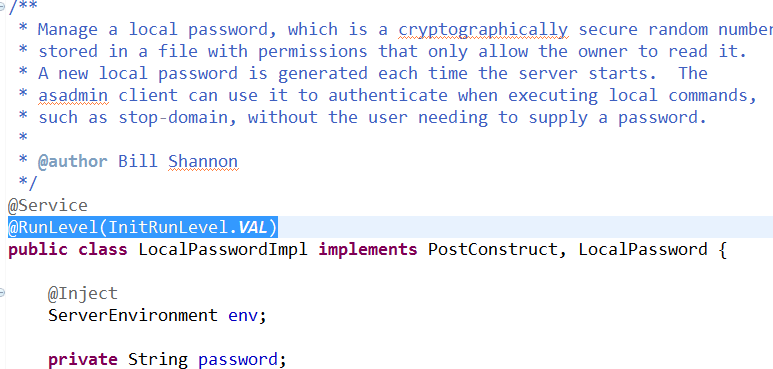 /**
* Manage a local password, which is a cryptographically secure random number
* stored in a file with permissions that only allow the owner to read it.
* A new local password is generated each time the server starts.  The
* asadmin client can use it to authenticate when executing local commands,
* such as stop-domain, without the user needing to supply a password.
*
* @author Bill Shannon
*/
@Service
@RunLevel(InitRunLevel.VAL)
public class LocalPasswordImpl implements PostConstruct, LocalPassword {
@Inject
ServerEnvironment env;
private String password;